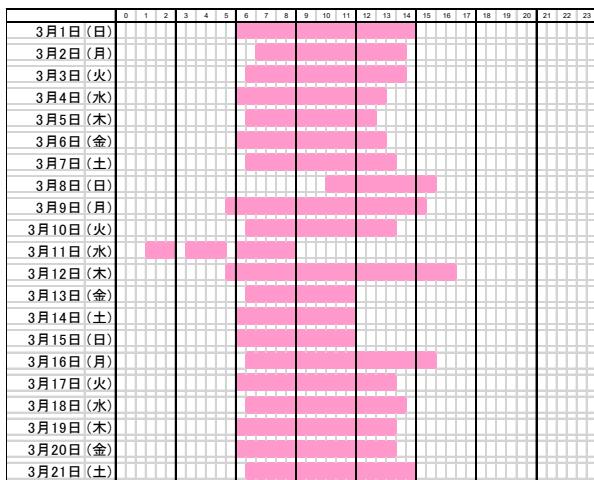 0 1 2 3 4 5 6 7 8 9 10 11 12 13 14 15 16 17 18 19 20 21 22 23
3月1日(日)
3月2日(月)
3月3日(火)
3月4日(水)
3月5日(木)
3月6日(金)
3月7日(土)
3月8日(日)
3月9日(月)
3月10日(火)
3月11日(水)
3月12日(木)
3月13日(金)
3月14日(土)
3月15日(日)
3月16日(月)
3月17日(火)
3月18日(水)
3月19日(木)
3月20日(金)
3月21日(土)